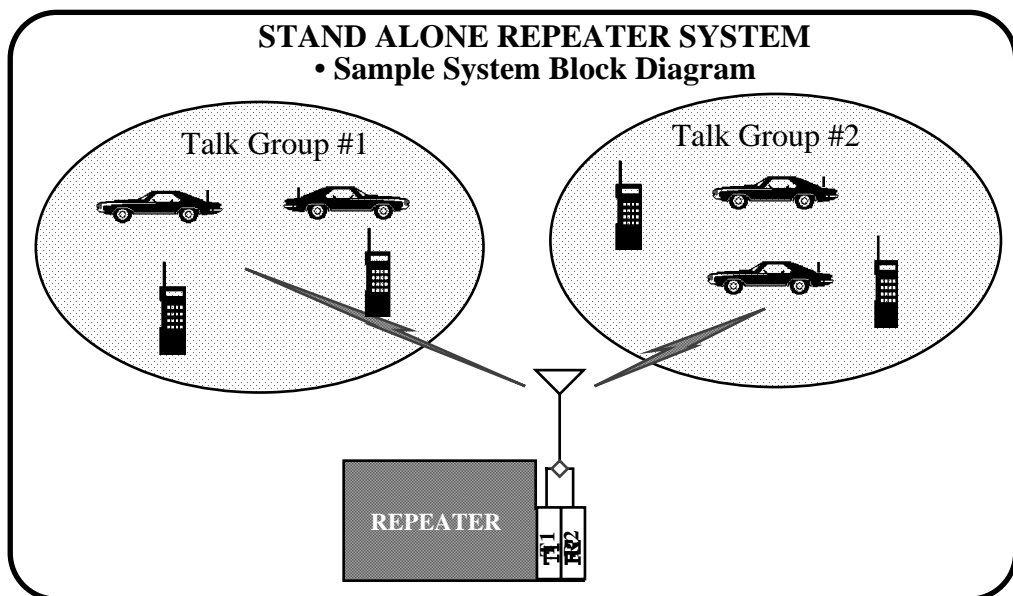 STAND ALONE REPEATER SYSTEM
• Sample System Block Diagram
Talk Group #1
Talk Group #2
REPEATER